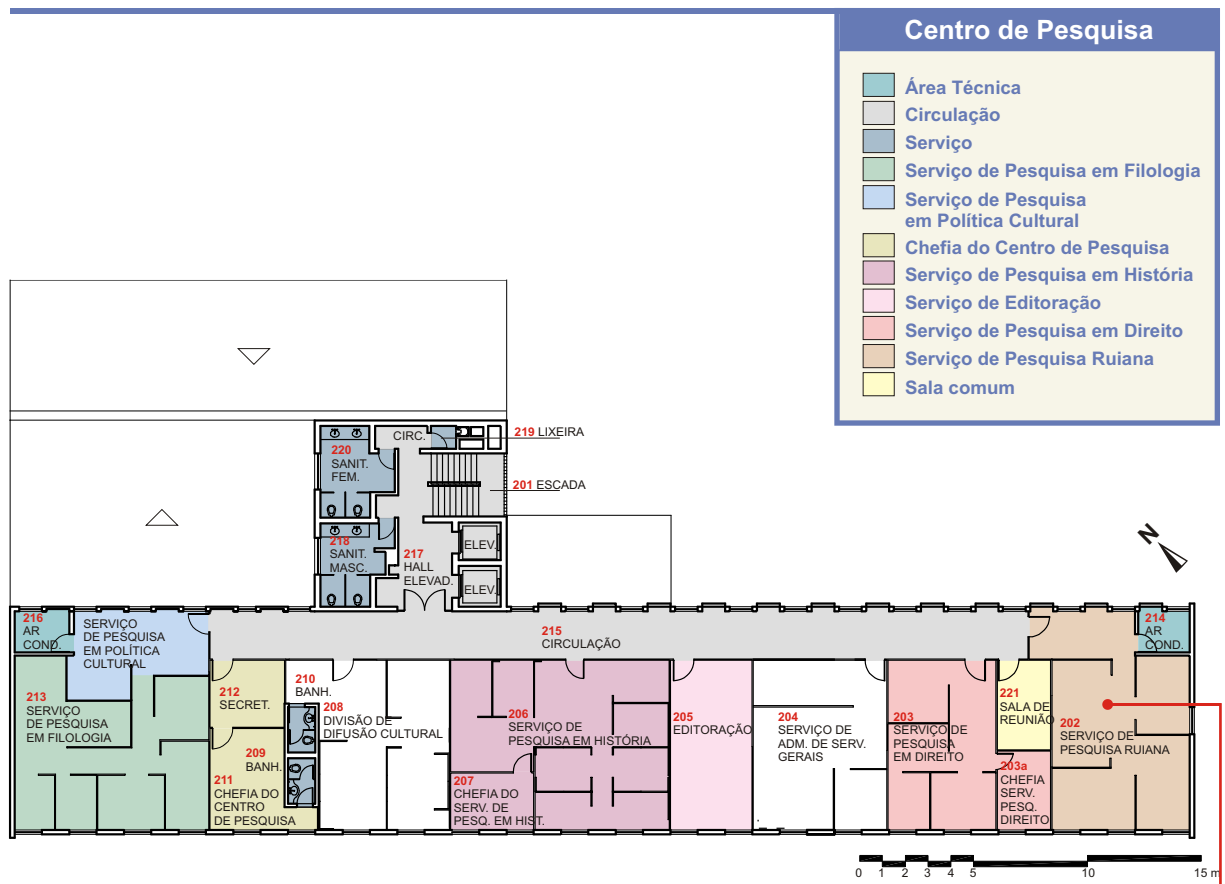 Centro de Pesquisa
Área Técnica
Circulação
Serviço
Serviço de Pesquisa em Filologia
Serviço de Pesquisa
em Política Cultural
Chefia do Centro de Pesquisa
Serviço de Pesquisa em História
Serviço de Editoração
Serviço de Pesquisa em Direito
Serviço de Pesquisa Ruiana
Sala comum
CIRC.
219 LIXEIRA
220
SANIT.
FEM.
201 ESCADA
218
SANIT.
MASC.
217
HALL
ELEVAD.
ELEV.
ELEV.
N
216
AR
COND.
SERVIÇO
DE PESQUISA
EM POLÍTICA
CULTURAL
215
CIRCULAÇÃO
214
AR
COND.
213
SERVIÇO
DE PESQUISA
EM FILOLOGIA
212
SECRET.
210
BANH.
208
DIVISÃO DE
DIFUSÃO CULTURAL
209
BANH.
211
CHEFIA DO
CENTRO
DE PESQUISA
206
SERVIÇO DE
PESQUISA EM HISTÓRIA
207
CHEFIA DO
SERV. DE
PESQ. EM HIST.
205
EDITORAÇÃO
204
SERVIÇO DE
ADM. DE SERV.
GERAIS
203
SERVIÇO DE
PESQUISA
EM DIREITO
221
SALA DE
REUNIÃO
203a
CHEFIA
SERV.
PESQ.
DIREITO
202
SERVIÇO DE
PESQUISA RUIANA
0 1 2 3 4 5 10 15 m